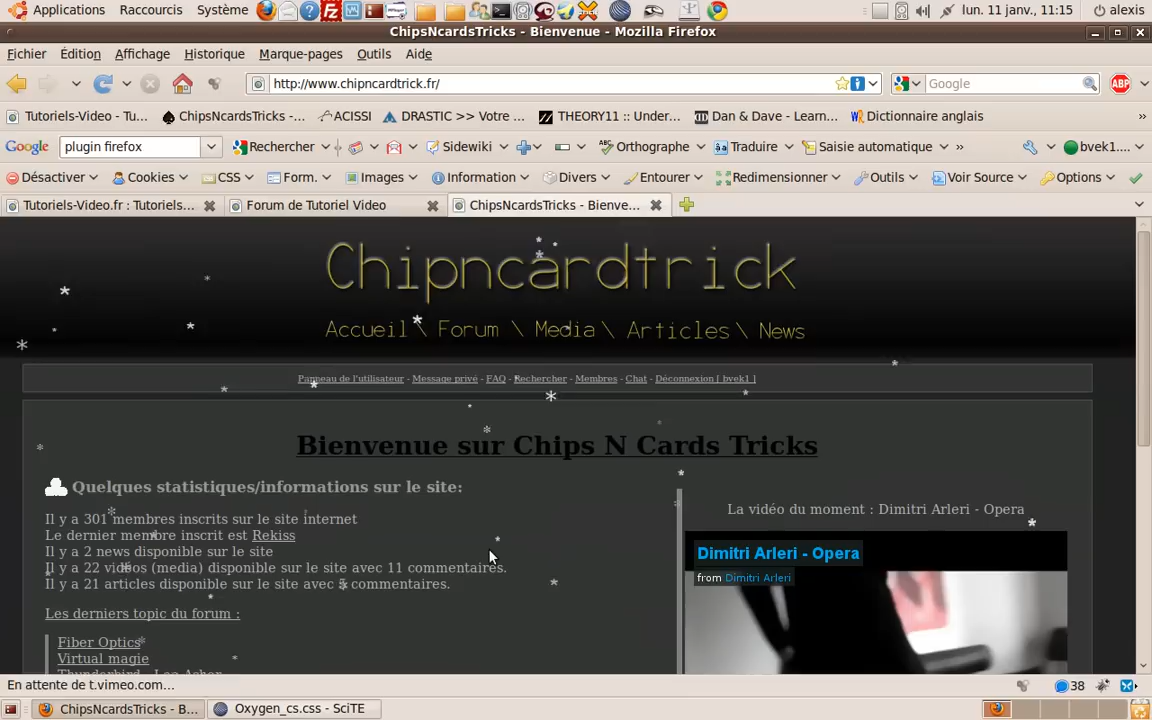 Applications Raccourcis Système lun. 11 janv., 11:15 alexis
ChipsNcardsTricks - Bienvenue - Mozilla Firefox
Fichier Édition Affichage Historique Marque-pages Outils Aide
http://www.chipncardtrick.fr/ Google ABP
Tutoriels-Video - Tu... ChipsNcardsTricks -... ACISSI DRASTIC >> Votre ... THEORY11 :: Under... Dan & Dave - Learn... Dictionnaire anglais »
Google plugin firefox Rechercher Sidewiki Orthographe Traduire Saisie automatique » bvek1....
Désactiver Cookies CSS Form. Images Information Divers Entourer Redimensionner Outils Voir Source Options
Tutoriels-Video.fr : Tutoriels... Forum de Tutoriel Video ChipsNcardsTricks - Bienve...
Chipncardtrick
Accueil \ Forum \ Media \ Articles \ News
Panneau de l'utilisateur - Message privé - FAQ - Rechercher - Membres - Chat - Déconnexion [ bvek1 ]
Bienvenue sur Chips N Cards Tricks
Quelques statistiques/informations sur le site:
Il y a 301 membres inscrits sur le site internet
Le dernier membre inscrit est Rekiss
Il y a 2 news disponible sur le site
Il y a 22 vidéos (media) disponible sur le site avec 11 commentaires.
Il y a 21 articles disponible sur le site avec commentaires.
Les derniers topic du forum :
Fiber Optics
Virtual magie
Thunderbird - Lee Asher
La vidéo du moment : Dimitri Arleri - Opera
Dimitri Arleri - Opera
from Dimitri Arleri
En attente de t.vimeo.com... 38
ChipsNcardsTricks - B... Oxygen_cs.css - SciTE